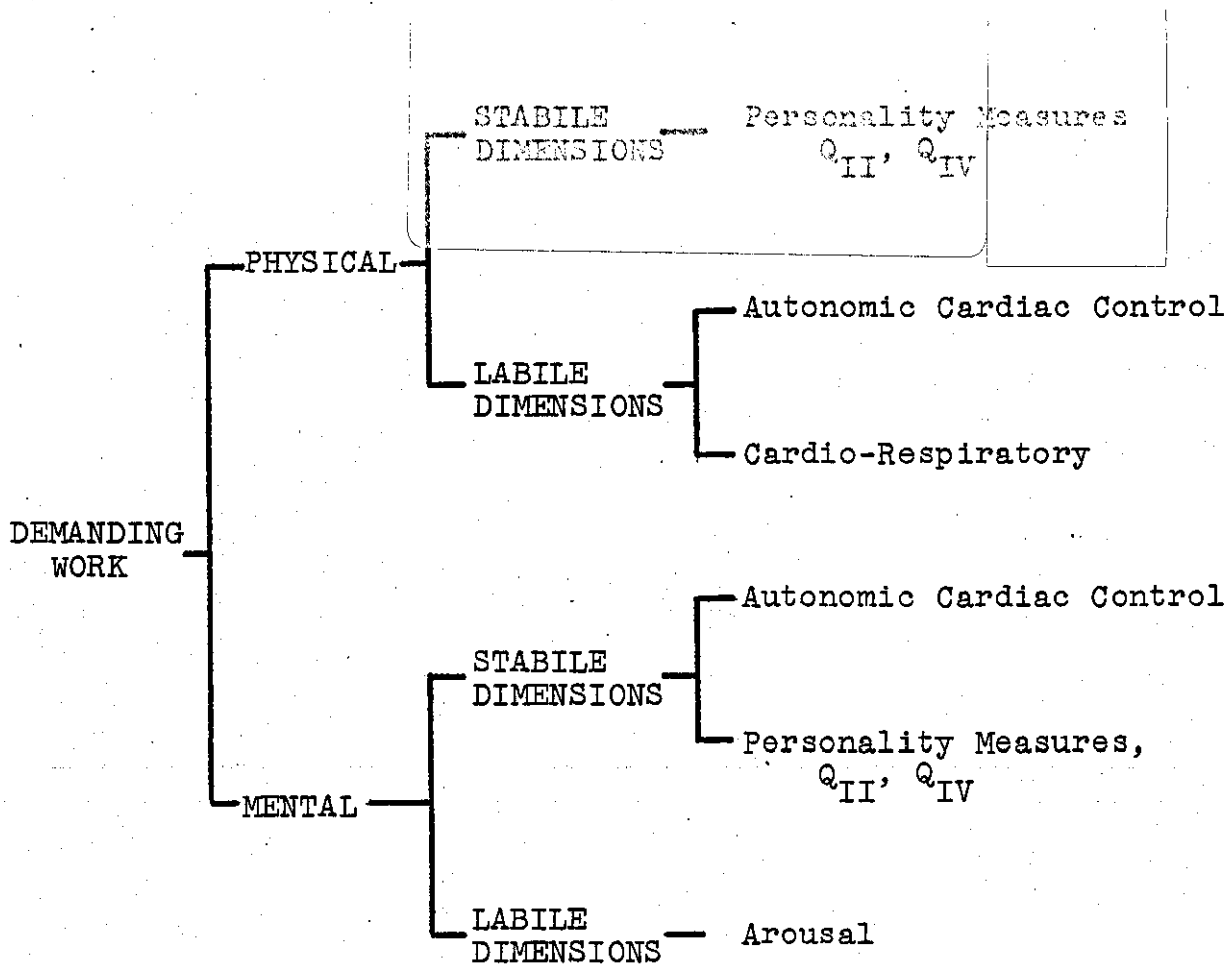 STABILE
DIMENSIONS
Personality Measures
Q_II, Q_IV
PHYSICAL
Autonomic Cardiac Control
LABILE
DIMENSIONS
Cardio-Respiratory
DEMANDING
WORK
Autonomic Cardiac Control
STABILE
DIMENSIONS
Personality Measures,
Q_II, Q_IV
MENTAL
LABILE
DIMENSIONS
Arousal